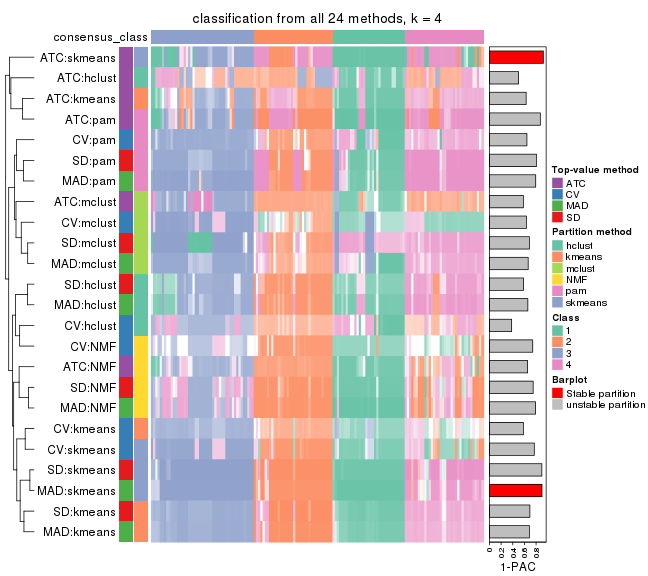 classification from all 24 methods, k = 4
consensus_class
ATC:skmeans
ATC:hclust
ATC:kmeans
ATC:pam
CV:pam
SD:pam
MAD:pam
ATC:mclust
CV:mclust
SD:mclust
MAD:mclust
SD:hclust
MAD:hclust
CV:hclust
CV:NMF
ATC:NMF
SD:NMF
MAD:NMF
CV:kmeans
CV:skmeans
SD:skmeans
MAD:skmeans
SD:kmeans
MAD:kmeans
0 0.2 0.4 0.6 0.8
1-PAC
Top-value method
ATC
CV
MAD
SD
Partition method
hclust
kmeans
mclust
NMF
pam
skmeans
Class
1
2
3
4
Barplot
Stable partition
unstable partition